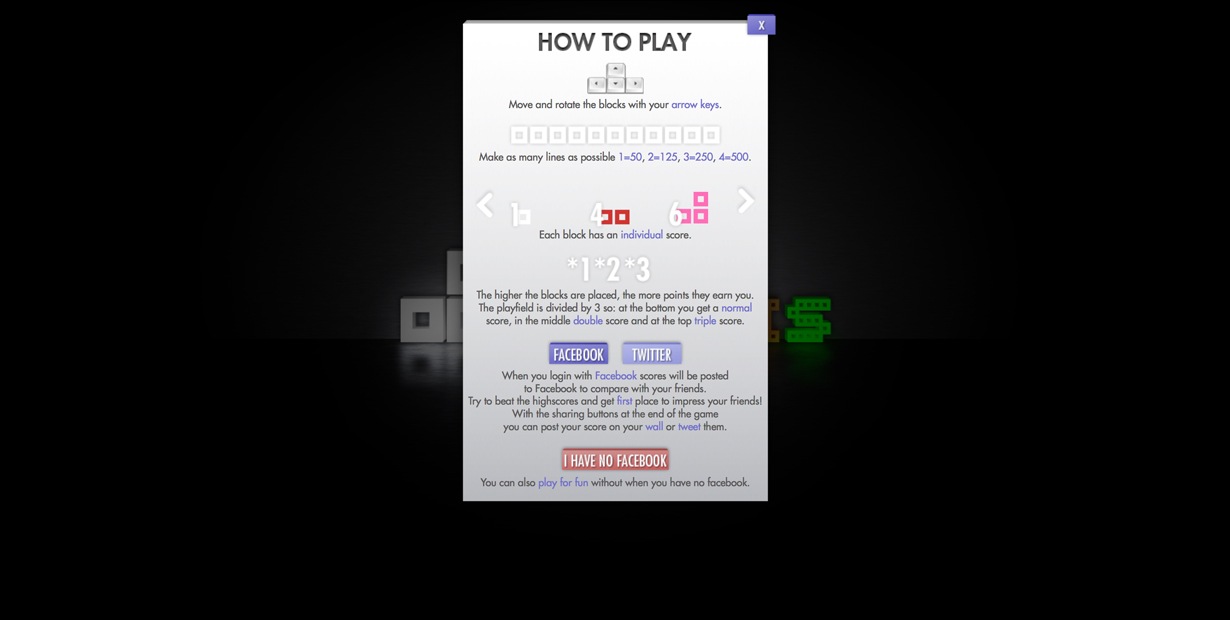 X
HOW TO PLAY
Move and rotate the blocks with your arrow keys.
Make as many lines as possible 1=50, 2=125, 3=250, 4=500.
1 4 6
Each block has an individual score.
*1*2*3
The higher the blocks are placed, the more points they earn you.
The playfield is divided by 3 so: at the bottom you get a normal
score, in the middle double score and at the top triple score.
FACEBOOK TWITTER
When you login with Facebook scores will be posted
to Facebook to compare with your friends.
Try to beat the highscores and get first place to impress your friends!
With the sharing buttons at the end of the game
you can post your score on your wall or tweet them.
I HAVE NO FACEBOOK
You can also play for fun without when you have no facebook.